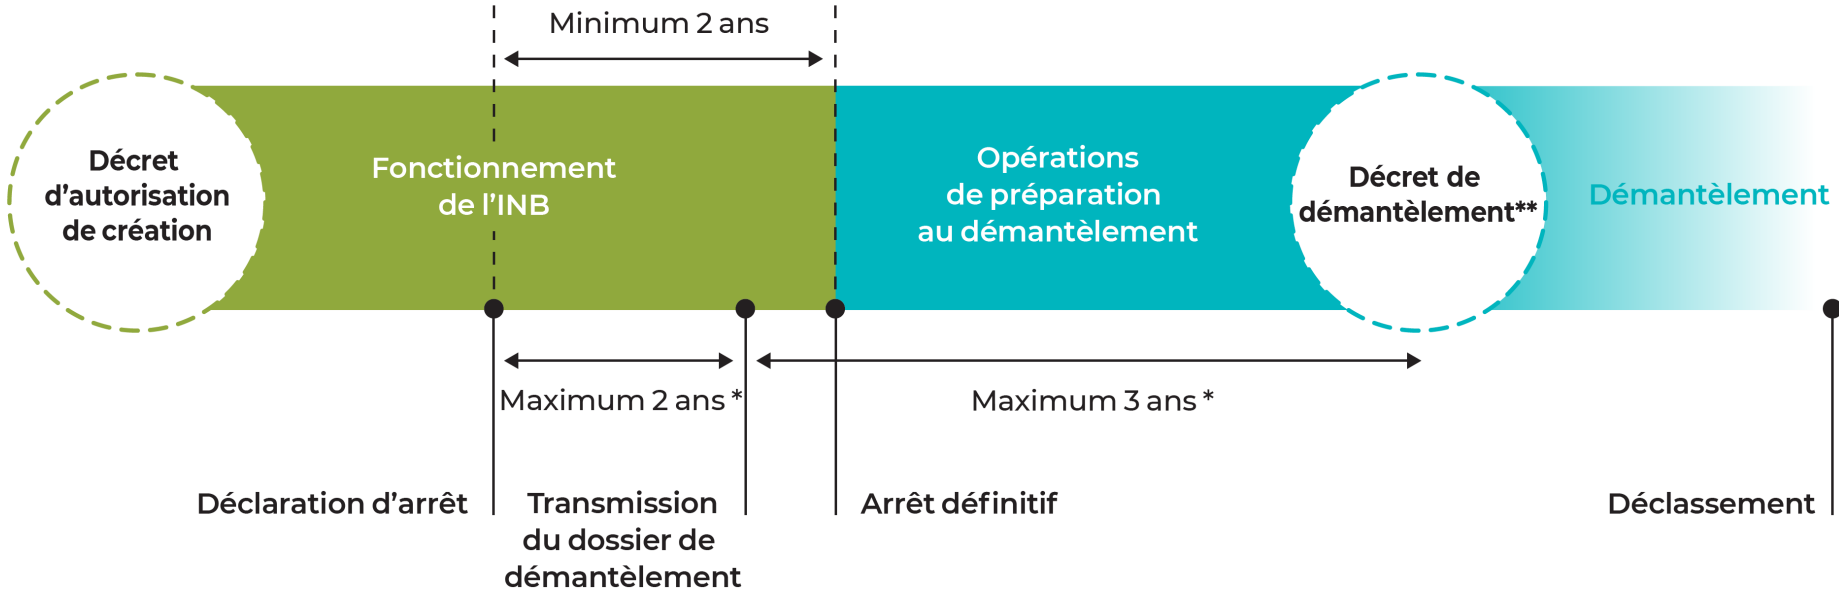 Minimum 2 ans
Décret
d’autorisation
de création
Fonctionnement
de l’INB
Opérations
de préparation
au démantèlement
Décret de
démantèlement**
Démantèlement
Maximum 2 ans *
Maximum 3 ans *
Déclaration d’arrêt
Transmission
du dossier de
démantèlement
Arrêt définitif
Déclassement